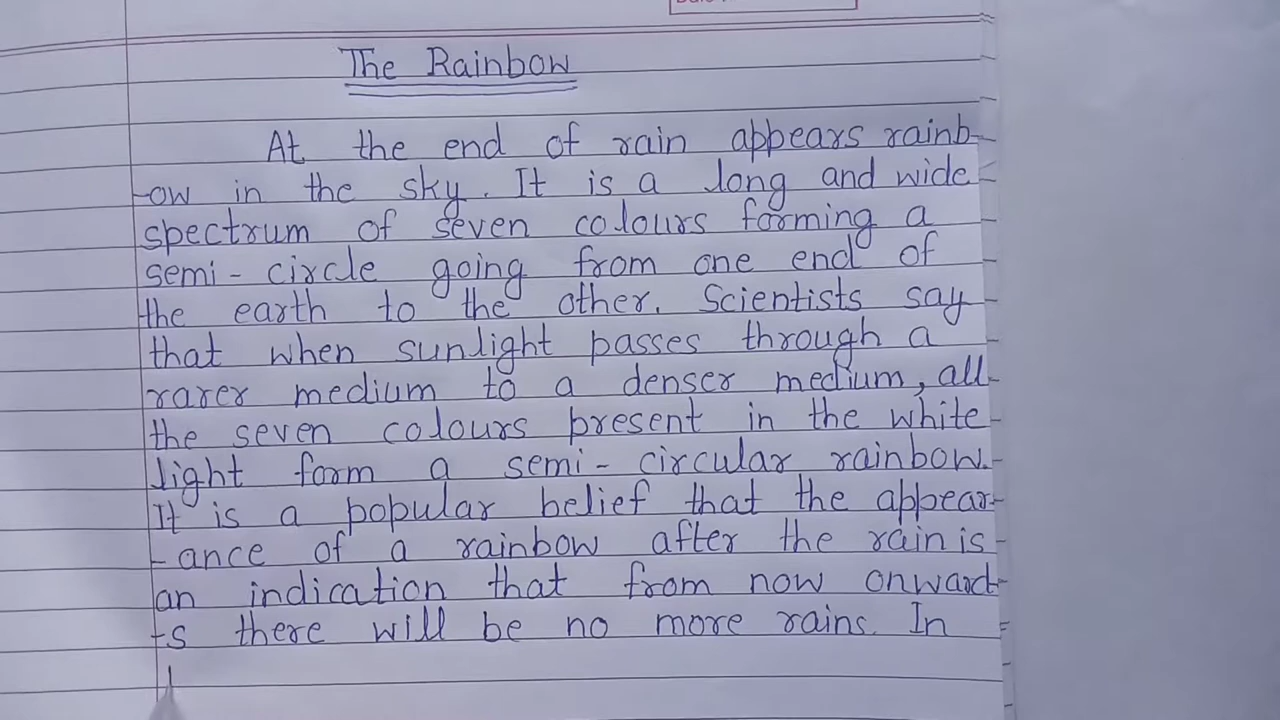 The Rainbow
At the end of rain appears rainb-
-ow in the sky. It is a long and wide
spectrum of seven colours forming a
semi-circle going from one end of
the earth to the other. Scientists say
that when sunlight passes through a
rarer medium to a denser medium, all
the seven colours present in the white
light form a semi-circular rainbow.
It is a popular belief that the appear-
-ance of a rainbow after the rain is
an indication that from now onward-
-s there will be no more rains. In